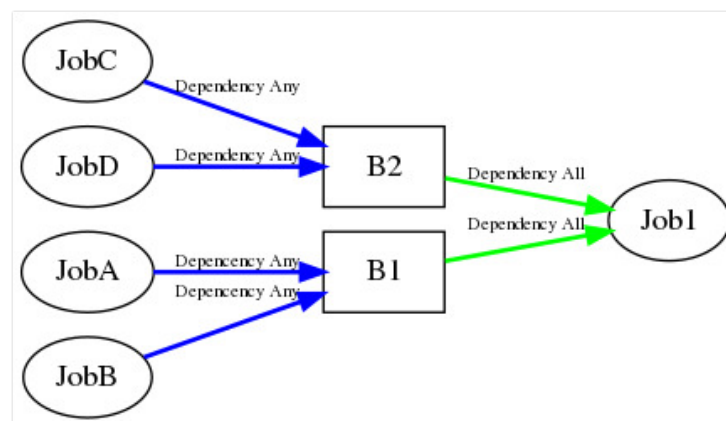 JobC
Dependency Any
JobD
Dependency Any
B2
Dependency All
Job1
Dependency All
JobA
Depencency Any
B1
Depencency Any
JobB